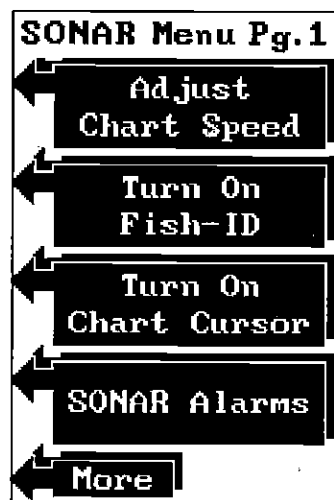 SONAR Menu Pg.1
Adjust
Chart Speed
Turn On
Fish-ID
Turn On
Chart Cursor
SONAR Alarms
More